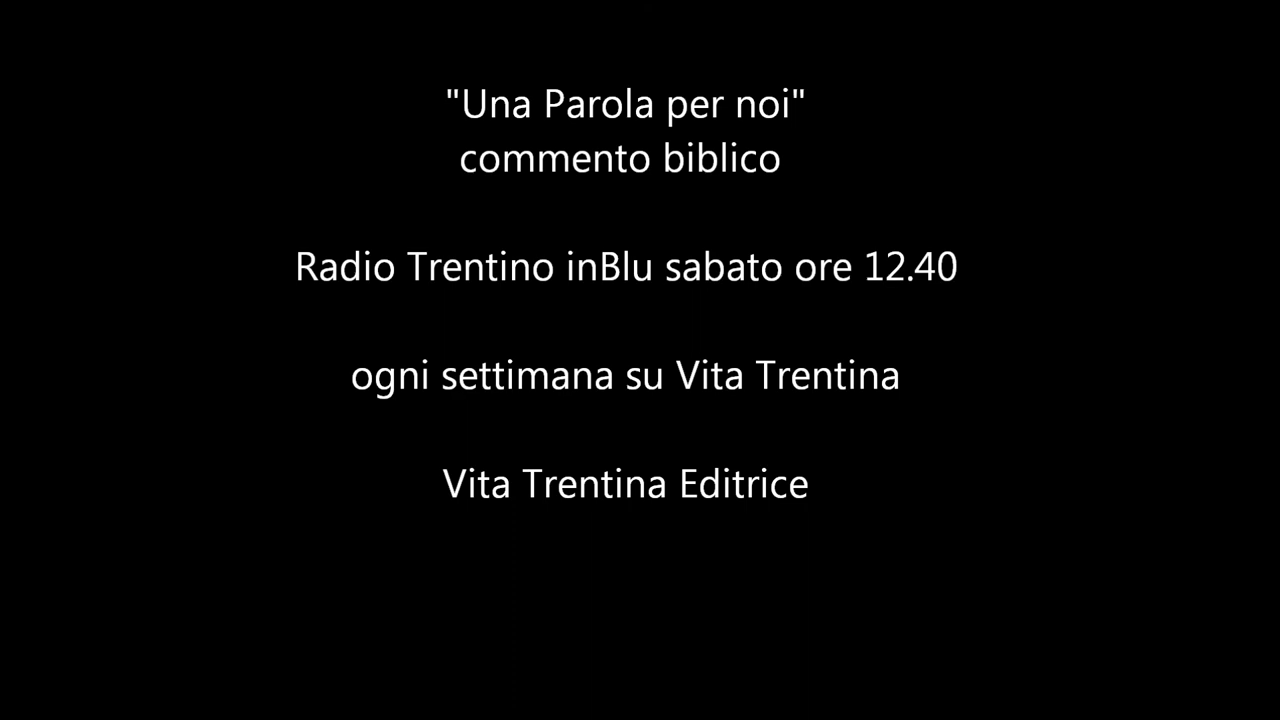 "Una Parola per noi"
commento biblico
Radio Trentino inBlu sabato ore 12.40
ogni settimana su Vita Trentina
Vita Trentina Editrice